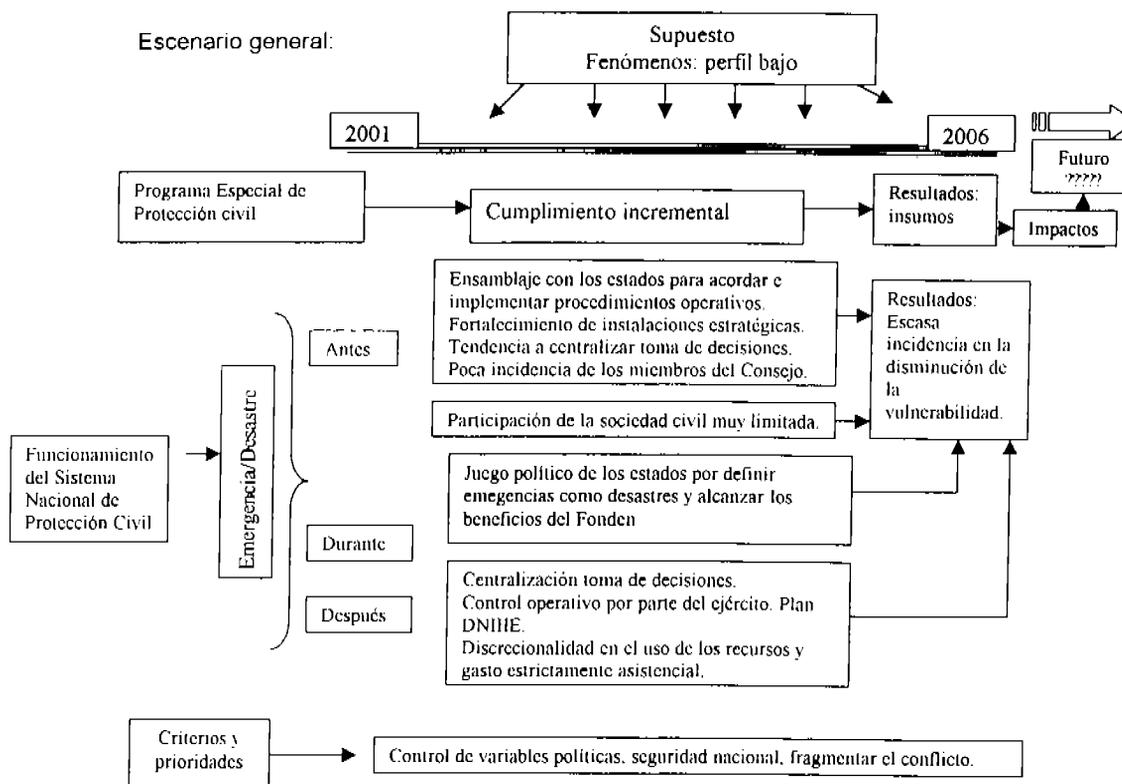 Escenario general:
Supuesto
Fenómenos: perfil bajo
2001
2006
Futuro
?????
Programa Especial de
Protección civil
Cumplimiento incremental
Resultados:
insumos
Impactos
Ensamblaje con los estados para acordar e
implementar procedimientos operativos.
Fortalecimiento de instalaciones estratégicas.
Tendencia a centralizar toma de decisiones.
Poca incidencia de los miembros del Consejo.
Antes
Resultados:
Escasa
incidencia en la
disminución de
la
vulnerabilidad.
Participación de la sociedad civil muy limitada.
Funcionamiento
del Sistema
Nacional de
Protección Civil
Emergencia/Desastre
Juego político de los estados por definir
emegencias como desastres y alcanzar los
beneficios del Fonden
Durante
Después
Centralización toma de decisiones.
Control operativo por parte del ejército. Plan
DNIIIE.
Discrecionalidad en el uso de los recursos y
gasto estrictamente asistencial.
Criterios y
prioridades
Control de variables políticas, seguridad nacional, fragmentar el conflicto.